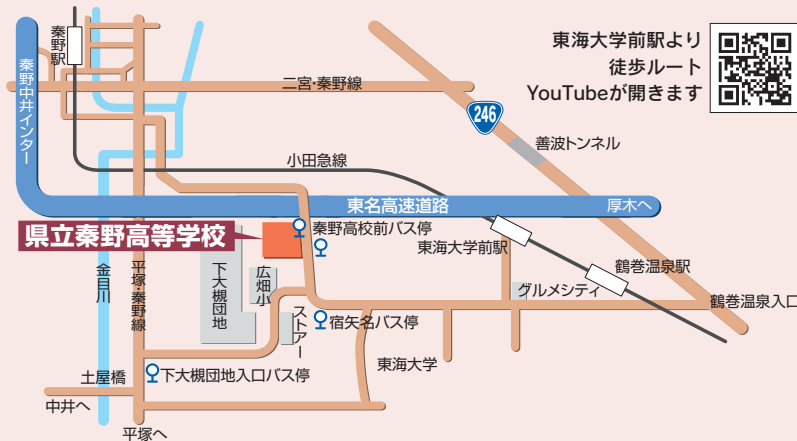 東海大学前駅より
徒歩ルート
YouTubeが開きます
秦野駅
秦野中井インター
二宮・秦野線
246
善波トンネル
小田急線
東名高速道路
厚木へ
県立秦野高等学校
秦野高校前バス停
東海大学前駅
鶴巻温泉駅
金目川
平塚・秦野線
下大槻団地
広畑小
グルメシティ
鶴巻温泉入口
ストアー
宿矢名バス停
東海大学
土屋橋
下大槻団地入口バス停
中井へ
平塚へ